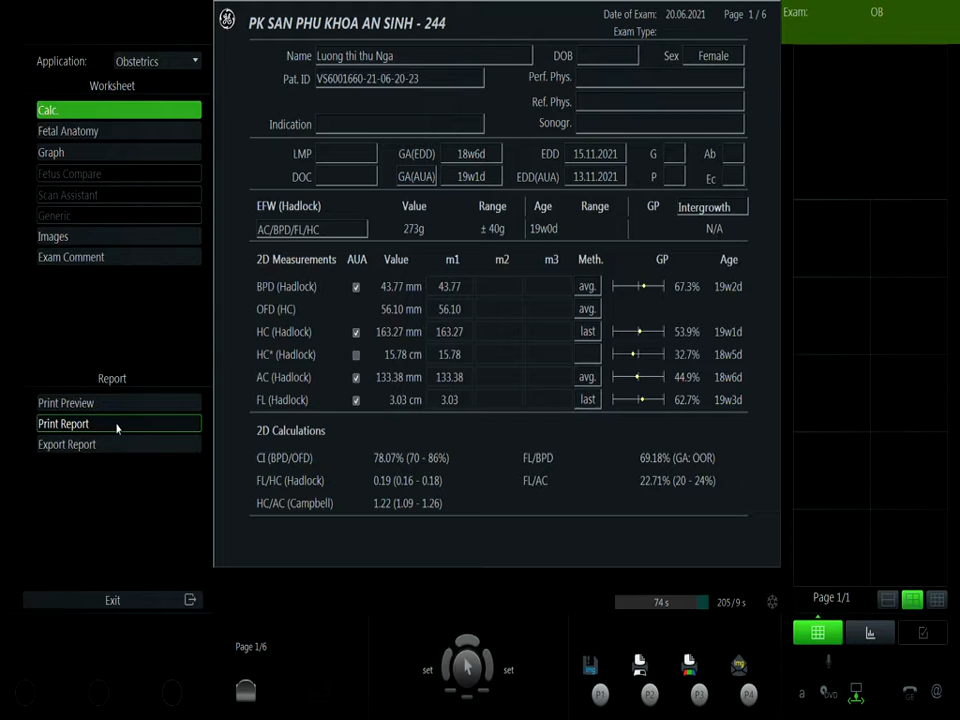 PK SAN PHU KHOA AN SINH - 244
Date of Exam: 20.06.2021 Page 1 / 6
Exam Type:
Exam: OB
Application: Obstetrics
Worksheet
Calc.
Fetal Anatomy
Graph
Fetus Compare
Scan Assistant
Generic
Images
Exam Comment
Report
Print Preview
Print Report
Export Report
Exit
Name Luong thi thu Nga DOB Sex Female
Pat. ID VS6001660-21-06-20-23 Perf. Phys.
Ref. Phys.
Indication Sonogr.
LMP GA(EDD) 18w6d EDD 15.11.2021 G Ab
DOC GA(AUA) 19w1d EDD(AUA) 13.11.2021 P Ec
EFW (Hadlock) Value Range Age Range GP Intergrowth
AC/BPD/FL/HC 273g ± 40g 19w0d N/A
2D Measurements AUA Value m1 m2 m3 Meth. GP Age
BPD (Hadlock) 43.77 mm 43.77 avg. 67.3% 19w2d
OFD (HC) 56.10 mm 56.10 avg.
HC (Hadlock) 163.27 mm 163.27 last 53.9% 19w1d
HC* (Hadlock) 15.78 cm 15.78 32.7% 18w5d
AC (Hadlock) 133.38 mm 133.38 avg. 44.9% 18w6d
FL (Hadlock) 3.03 cm 3.03 last 62.7% 19w3d
2D Calculations
CI (BPD/OFD) 78.07% (70 - 86%) FL/BPD 69.18% (GA: OOR)
FL/HC (Hadlock) 0.19 (0.16 - 0.18) FL/AC 22.71% (20 - 24%)
HC/AC (Campbell) 1.22 (1.09 - 1.26)
74 s 205/9 s
Page 1/1
Page 1/6
set set
img
P1 P2 P3 P4
a DVD @